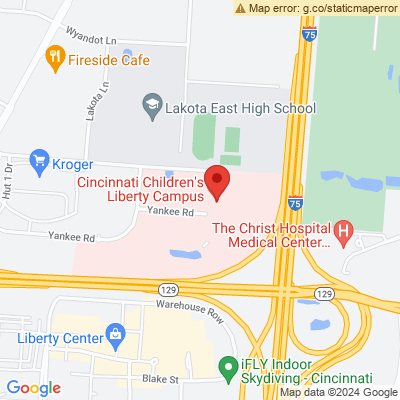 Map error: g.co/staticmaperror
Wyandot Ln
75
Fireside Cafe
Lakota Ln
Lakota East High School
Kroger
Hut 1 Dr
Cincinnati Children's
Liberty Campus
75
Yankee Rd
The Christ Hospital
Medical Center...
Yankee Rd
129
129
Warehouse Row
Liberty Center
iFLY Indoor
Skydiving - Cincinnati
Blake St
Google
Map data ©2024 Google